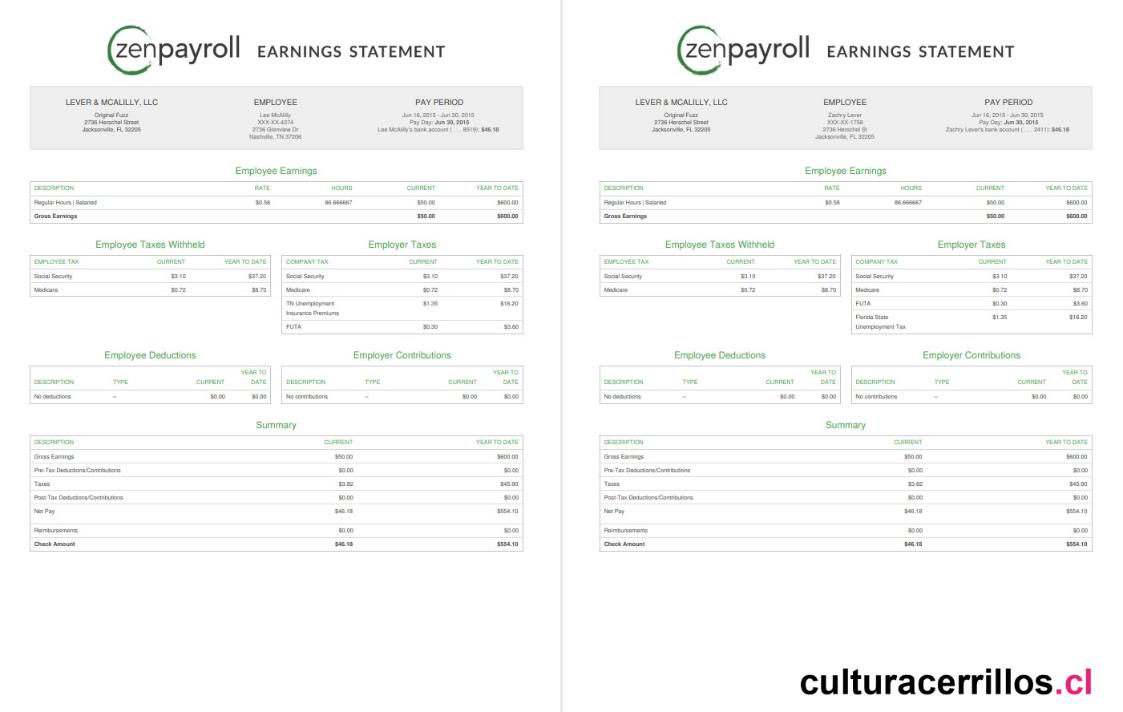 zenpayroll EARNINGS STATEMENT
LEVER & MCALILLY, LLC EMPLOYEE PAY PERIOD
Original Fuzz Lee McAlilly Jun 16, 2015 - Jun 30, 2015
2736 Herschel Street XXX-XX-4374 Pay Day: Jun 30, 2015
Jacksonville, FL 32205 2736 Glenview Dr Lee McAlilly's bank account (. . . 8519): $46.18
Nashville, TN 37206
Employee Earnings
DESCRIPTION RATE HOURS CURRENT YEAR TO DATE
Regular Hours | Salaried $0.58 86.666667 $50.00 $600.00
Gross Earnings $50.00 $600.00
Employee Taxes Withheld Employer Taxes
EMPLOYEE TAX CURRENT YEAR TO DATE COMPANY TAX CURRENT YEAR TO DATE
Social Security $3.10 $37.20 Social Security $3.10 $37.20
Medicare $0.72 $8.70 Medicare $0.72 $8.70
TN Unemployment $1.35 $16.20
Insurance Premiums
FUTA $0.30 $3.60
Employee Deductions Employer Contributions
YEAR TO YEAR TO
DESCRIPTION TYPE CURRENT DATE DESCRIPTION TYPE CURRENT DATE
No deductions – $0.00 $0.00 No contributions – $0.00 $0.00
Summary
DESCRIPTION CURRENT YEAR TO DATE
Gross Earnings $50.00 $600.00
Pre-Tax Deductions/Contributions $0.00 $0.00
Taxes $3.82 $45.90
Post-Tax Deductions/Contributions $0.00 $0.00
Net Pay $46.18 $554.10
Reimbursements $0.00 $0.00
Check Amount $46.18 $554.10
zenpayroll EARNINGS STATEMENT
LEVER & MCALILLY, LLC EMPLOYEE PAY PERIOD
Original Fuzz Zachry Lever Jun 16, 2015 - Jun 30, 2015
2736 Herschel Street XXX-XX-1758 Pay Day: Jun 30, 2015
Jacksonville, FL 32205 2736 Herschel St Zachry Lever's bank account (. . . 2411): $46.18
Jacksonville, FL 32205
Employee Earnings
DESCRIPTION RATE HOURS CURRENT YEAR TO DATE
Regular Hours | Salaried $0.58 86.666667 $50.00 $600.00
Gross Earnings $50.00 $600.00
Employee Taxes Withheld Employer Taxes
EMPLOYEE TAX CURRENT YEAR TO DATE COMPANY TAX CURRENT YEAR TO DATE
Social Security $3.10 $37.20 Social Security $3.10 $37.20
Medicare $0.72 $8.70 Medicare $0.72 $8.70
FUTA $0.30 $3.60
Florida State $1.35 $16.20
Unemployment Tax
Employee Deductions Employer Contributions
YEAR TO YEAR TO
DESCRIPTION TYPE CURRENT DATE DESCRIPTION TYPE CURRENT DATE
No deductions – $0.00 $0.00 No contributions – $0.00 $0.00
Summary
DESCRIPTION CURRENT YEAR TO DATE
Gross Earnings $50.00 $600.00
Pre-Tax Deductions/Contributions $0.00 $0.00
Taxes $3.82 $45.90
Post-Tax Deductions/Contributions $0.00 $0.00
Net Pay $46.18 $554.10
Reimbursements $0.00 $0.00
Check Amount $46.18 $554.10
culturacerrillos.cl